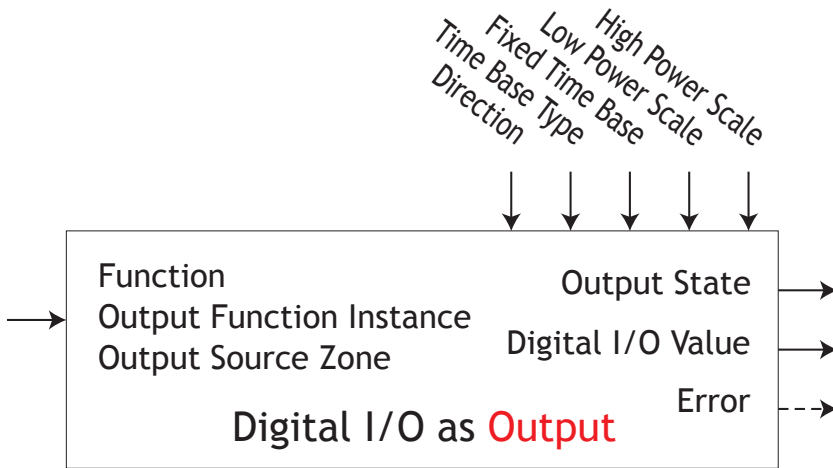 Direction
Time Base Type
Fixed Time Base
Low Power Scale
High Power Scale
Function
Output Function Instance
Output Source Zone
Output State
Digital I/O Value
Error
Digital I/O as Output